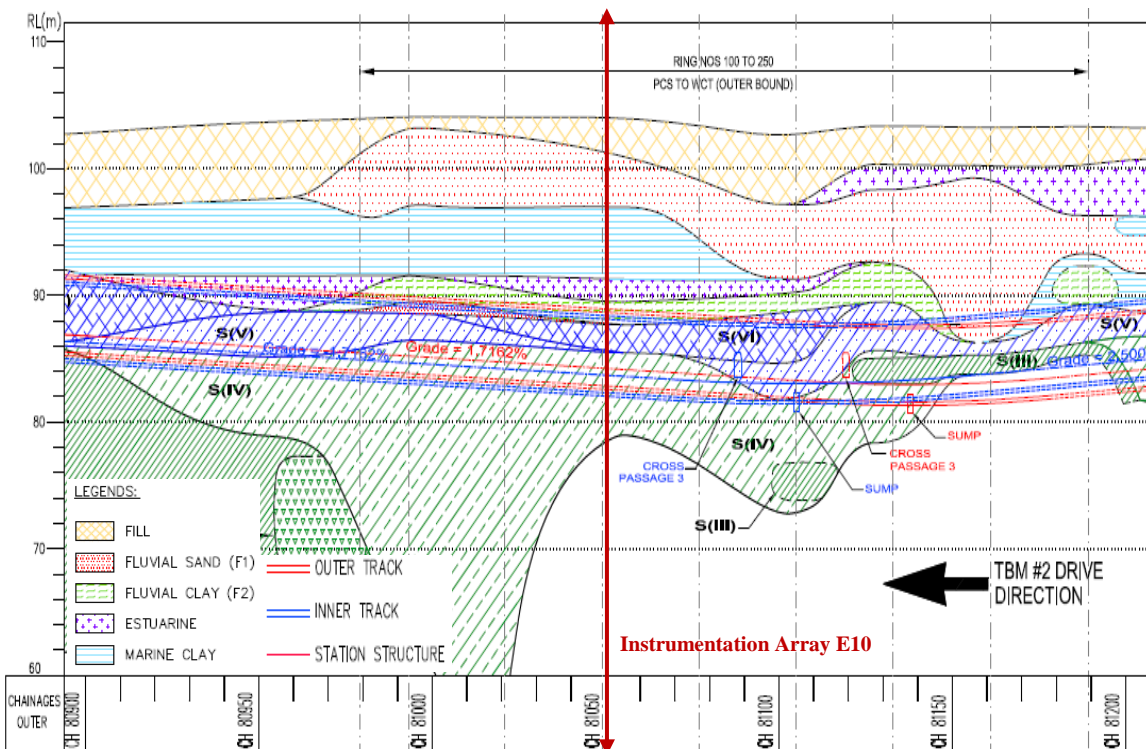 RL(m)
110
RING NOS 100 TO 250
PCS TO WCT (OUTER BOUND)
100
90
S(V)
S(VI)
S(V)
Grade = 1,7162%
S(III)
S(IV)
80
S(IV)
SUMP
CROSS
PASSAGE 3
CROSS
PASSAGE 3
SUMP
LEGENDS:
S(III)
FILL
70
FLUVIAL SAND (F1)
OUTER TRACK
TBM #2 DRIVE
DIRECTION
FLUVIAL CLAY (F2)
INNER TRACK
ESTUARINE
Instrumentation Array E10
MARINE CLAY
STATION STRUCTURE
60
CHAINAGES
OUTER
CH 80900
CH 80950
CH 81000
CH 81050
CH 81100
CH 81150
CH 81200